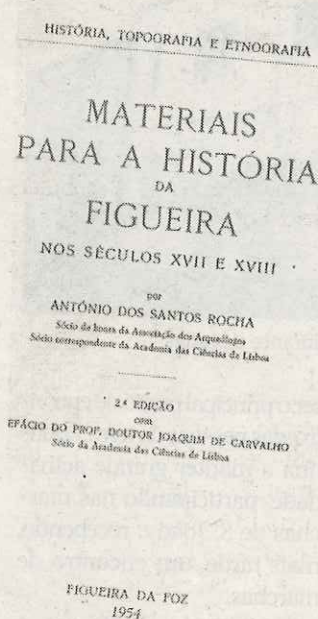 HISTÓRIA, TOPOGRAFIA E ETNOGRAFIA
MATERIAIS
PARA A HISTÓRIA
DA
FIGUEIRA
NOS SÉCULOS XVII E XVIII
por
ANTÓNIO DOS SANTOS ROCHA
Sócio de honra da Associação dos Arqueólogos
Sócio correspondente da Academia das Ciências de Lisboa
2.ª EDIÇÃO
com
EFÁCIO DO PROF. DOUTOR JOAQUIM DE CARVALHO
Sócio da Academia das Ciências de Lisboa
FIGUEIRA DA FOZ
1954